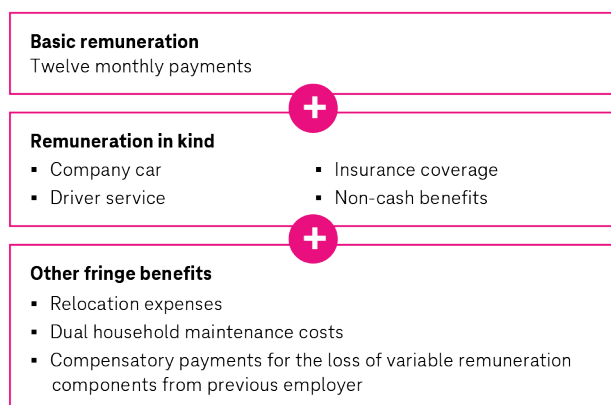 Basic remuneration
Twelve monthly payments
+
Remuneration in kind
▪ Company car
▪ Driver service
▪ Insurance coverage
▪ Non-cash benefits
+
Other fringe benefits
▪ Relocation expenses
▪ Dual household maintenance costs
▪ Compensatory payments for the loss of variable remuneration
components from previous employer